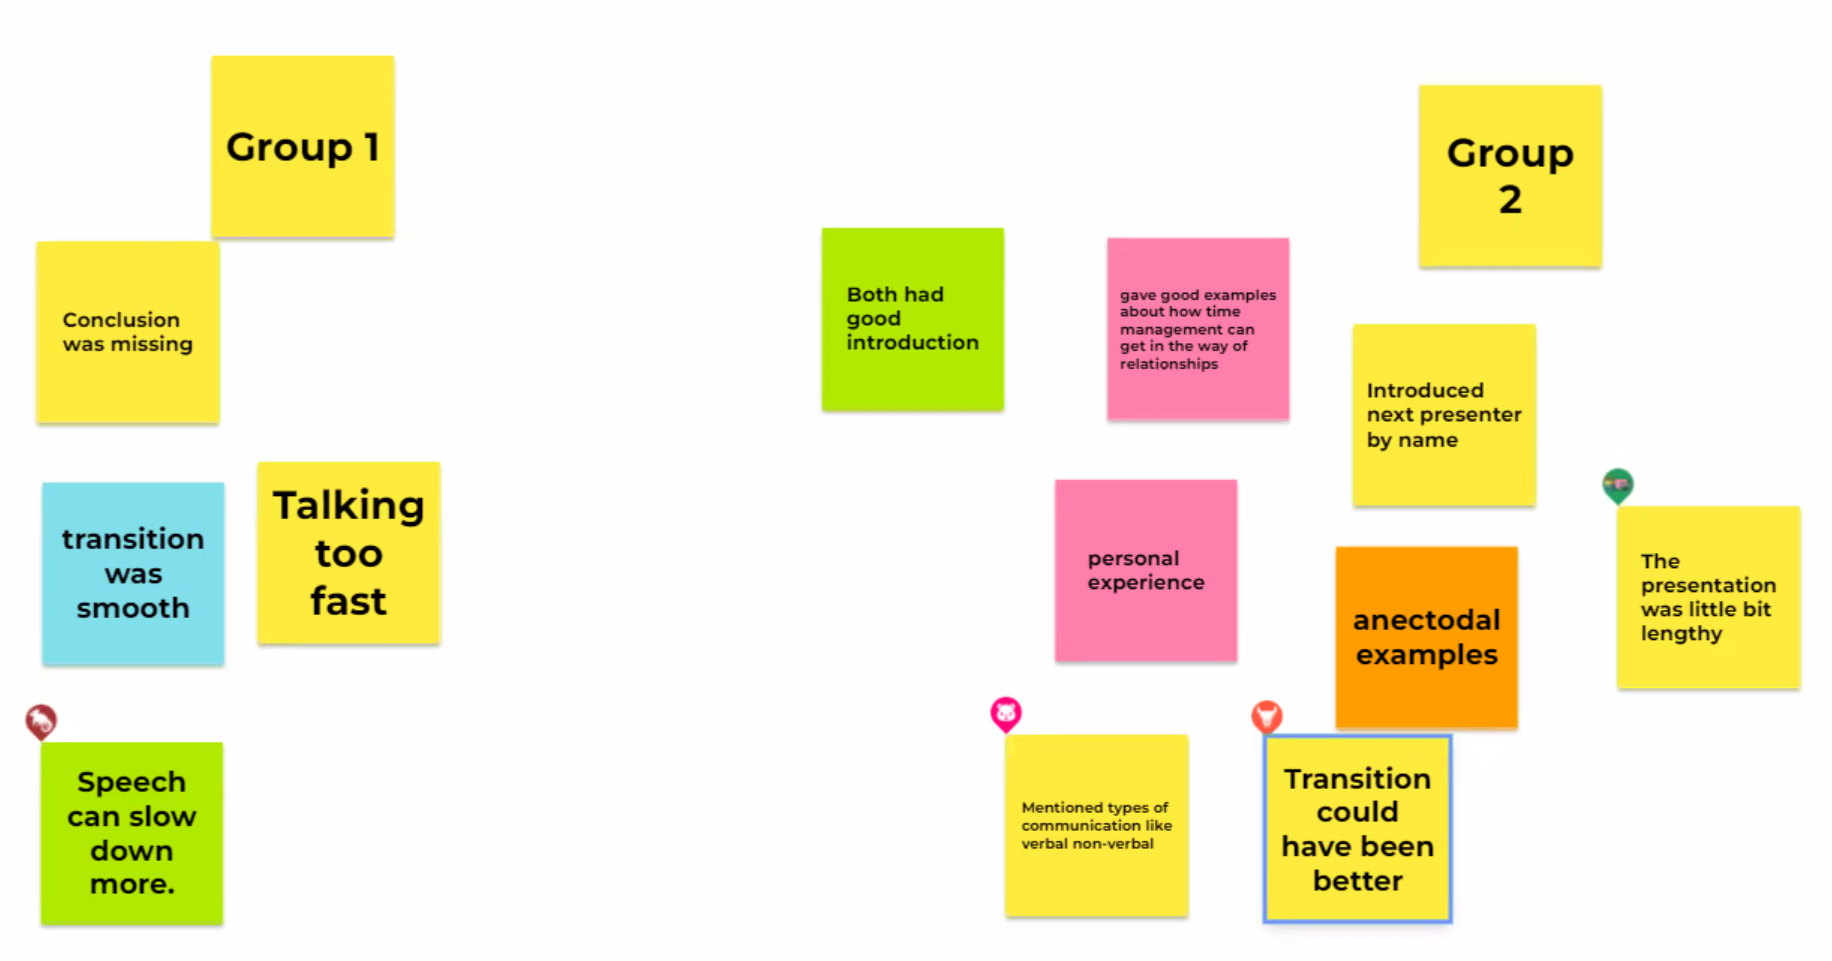 Group 1
Conclusion
was missing
transition
was
smooth
Talking
too
fast
Speech
can slow
down
more.
Both had
good
introduction
Group
2
gave good examples
about how time
management can
get in the way of
relationships
Introduced
next presenter
by name
personal
experience
anectodal
examples
The
presentation
was little bit
lengthy
Mentioned types of
communication like
verbal non-verbal
Transition
could
have been
better